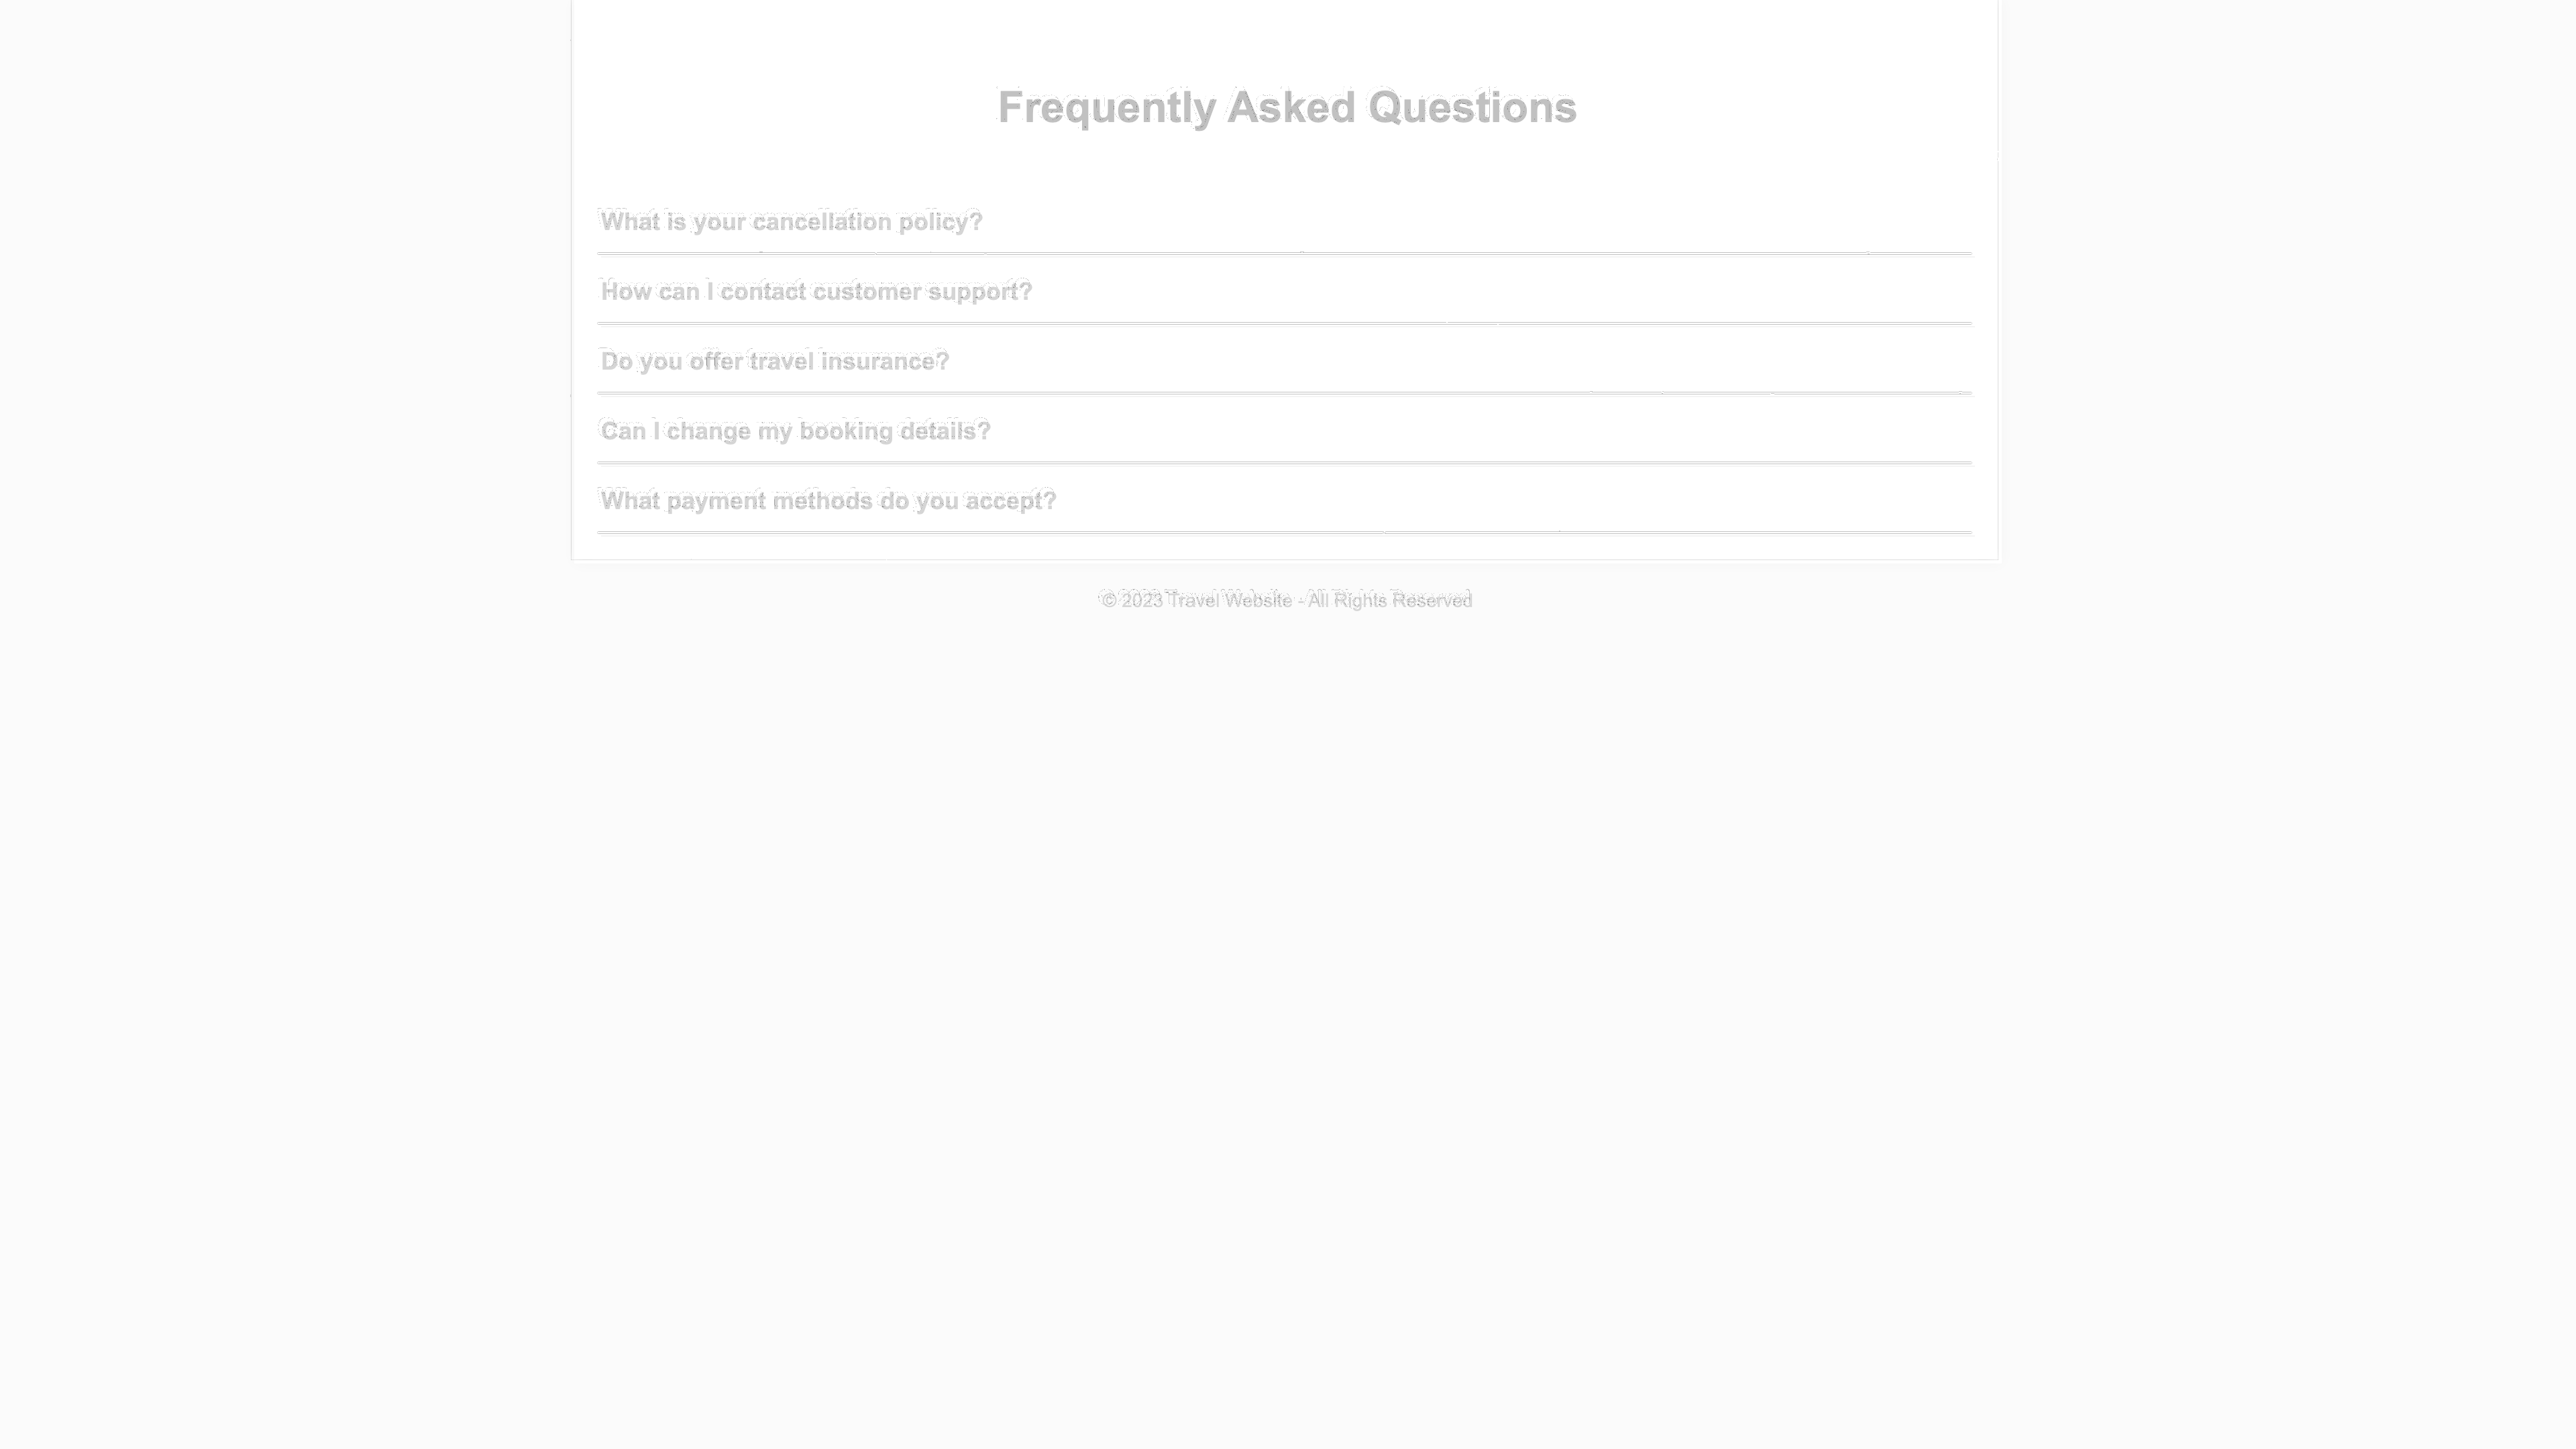 Frequently Asked Questions
What is your cancellation policy?
How can I contact customer support?
Do you offer travel insurance?
Can I change my booking details?
What payment methods do you accept?
© 2023 Travel Website - All Rights Reserved